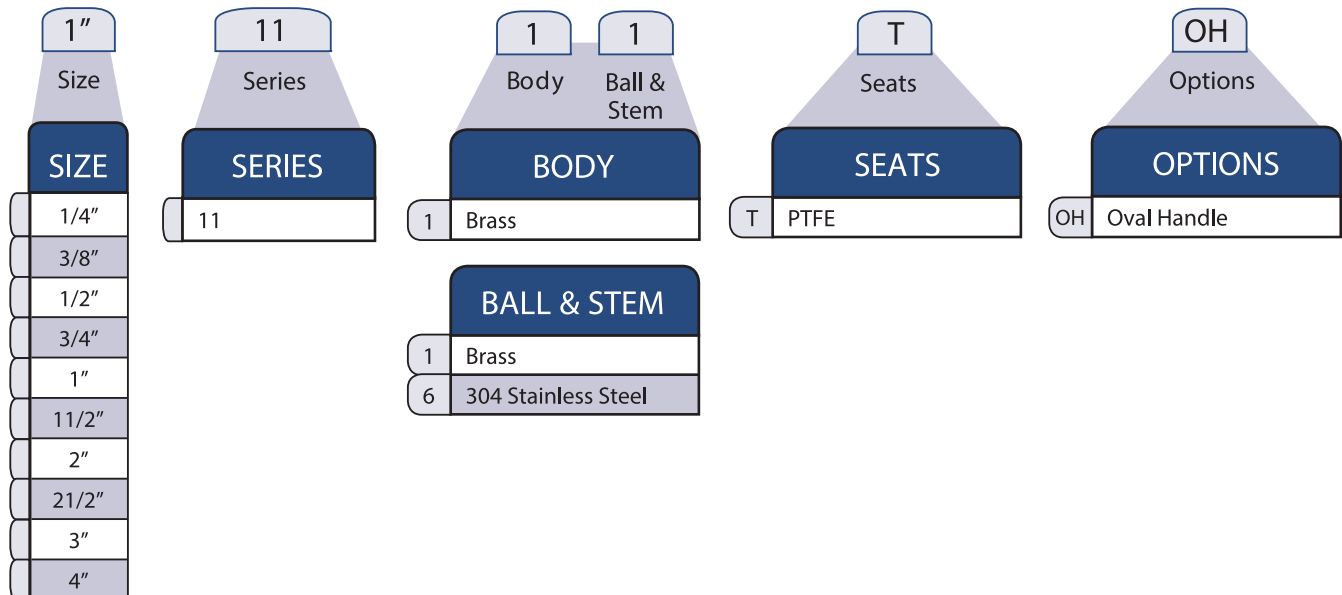 1”
Size
11
Series
1
Body
1
Ball &
Stem
T
Seats
OH
Options
SIZE
1/4”
3/8”
1/2”
3/4”
1”
11/2”
2”
21/2”
3”
4”
SERIES
11
BODY
1 Brass
BALL & STEM
1 Brass
6 304 Stainless Steel
SEATS
T PTFE
OPTIONS
OH Oval Handle